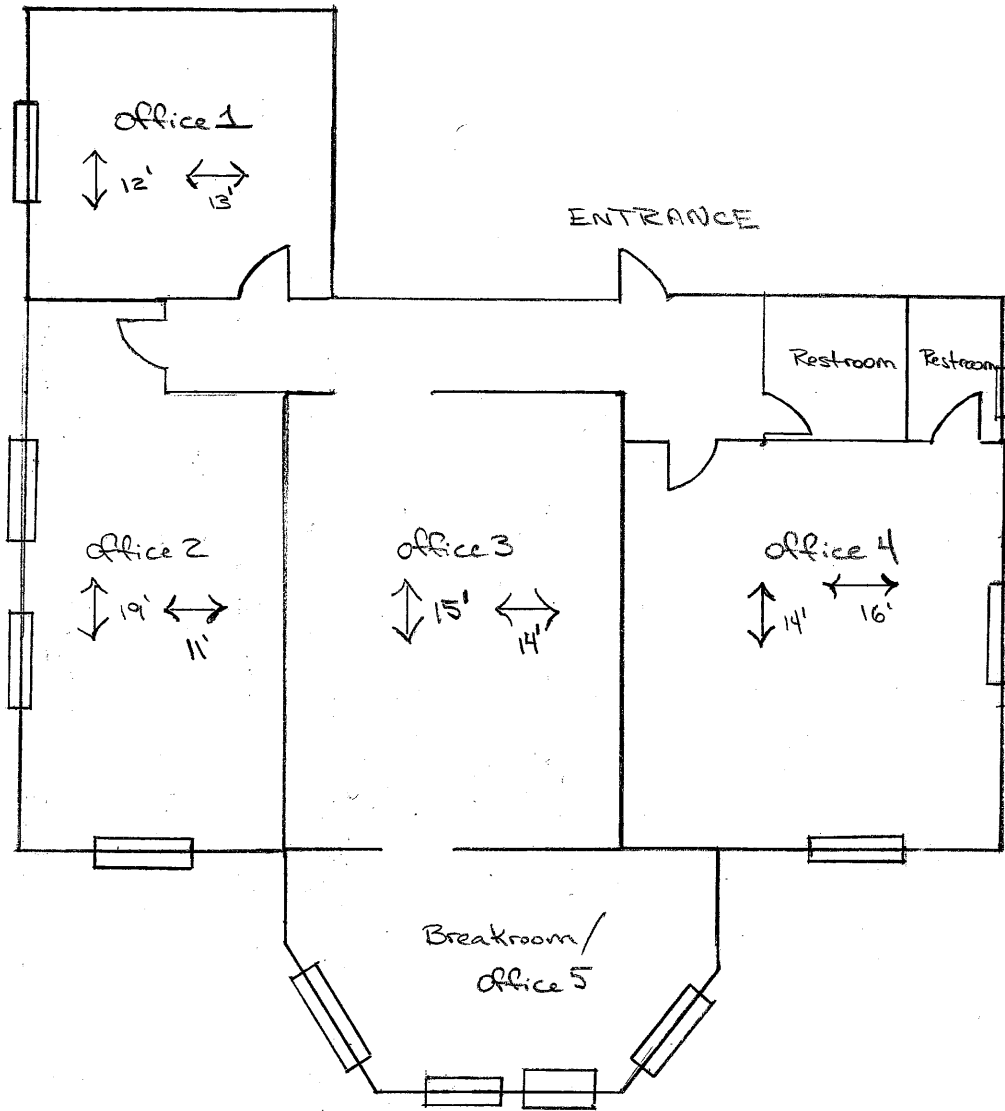 Office 1
12' 13'
ENTRANCE
Restroom Restroom
Office 2
19' 11'
Office 3
15' 14'
Office 4
14' 16'
Breakroom/
Office 5